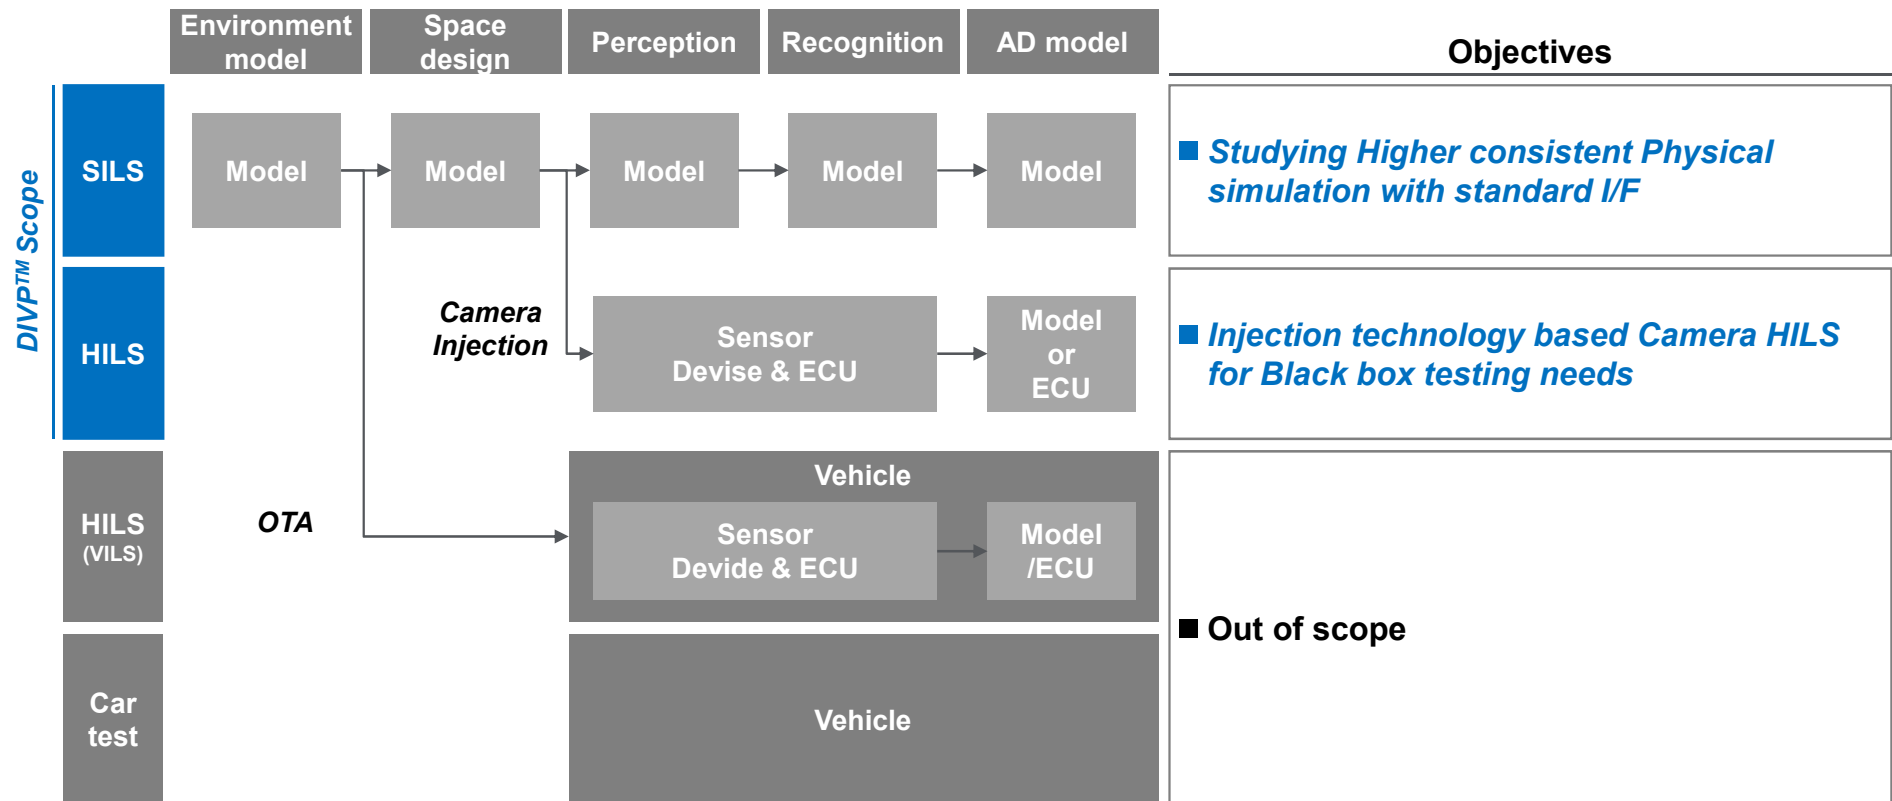 Environment
model
Space
design
Perception
Recognition
AD model
Objectives
DIVP™ Scope
SILS
Model
Model
Model
Model
Model
Studying Higher consistent Physical
simulation with standard I/F
HILS
Camera
Injection
Sensor
Devise & ECU
Model
or
ECU
Injection technology based Camera HILS
for Black box testing needs
HILS
(VILS)
OTA
Vehicle
Sensor
Devide & ECU
Model
/ECU
Out of scope
Car
test
Vehicle